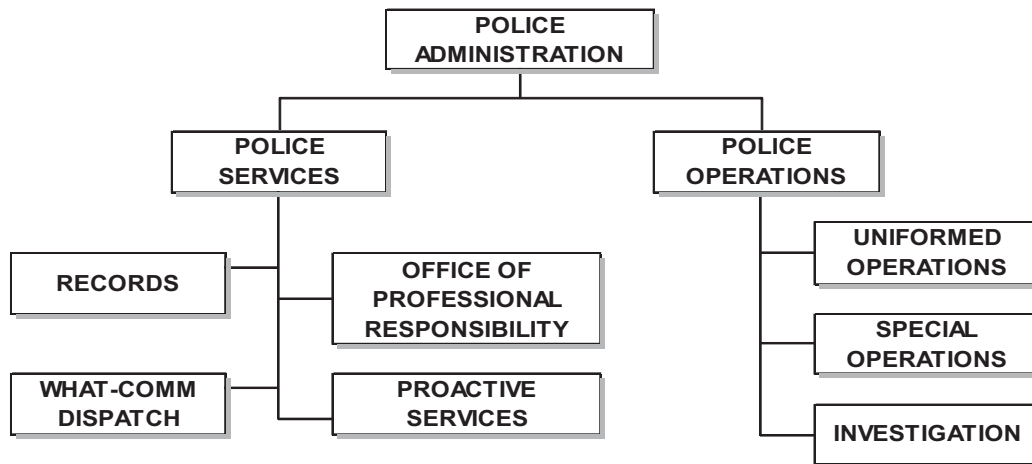 POLICE
ADMINISTRATION
POLICE
SERVICES
POLICE
OPERATIONS
RECORDS
OFFICE OF
PROFESSIONAL
RESPONSIBILITY
WHAT-COMM
DISPATCH
PROACTIVE
SERVICES
UNIFORMED
OPERATIONS
SPECIAL
OPERATIONS
INVESTIGATION